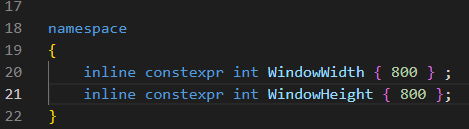 17
18 namespace
19 {
20     inline constexpr int WindowWidth { 800 } ;
21     inline constexpr int WindowHeight { 800 };
22 }